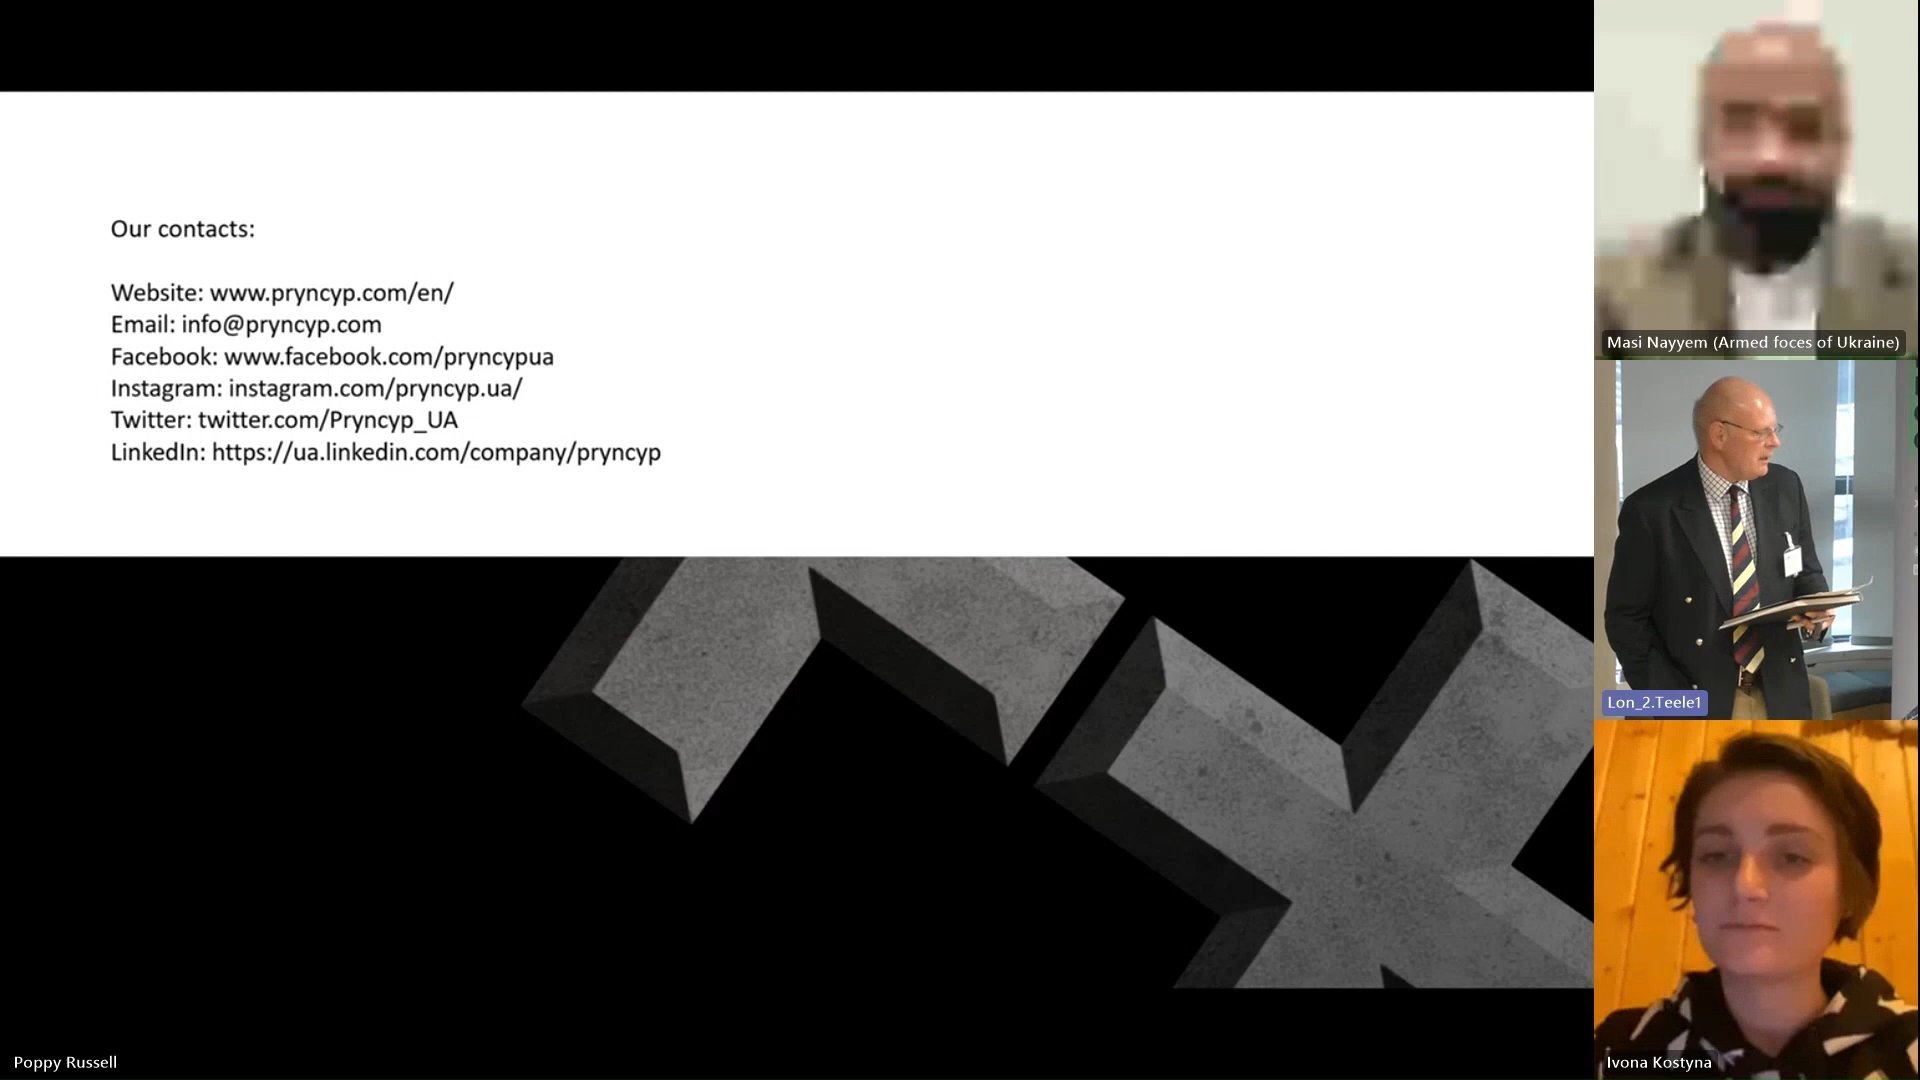 Our contacts:
Website: www.pryncyp.com/en/
Email: info@pryncyp.com
Facebook: www.facebook.com/pryncypua
Instagram: instagram.com/pryncyp.ua/
Twitter: twitter.com/Pryncyp_UA
LinkedIn: https://ua.linkedin.com/company/pryncyp
Poppy Russell
Masi Nayyem (Armed foces of Ukraine)
Lon_2.Teele1
Ivona Kostyna